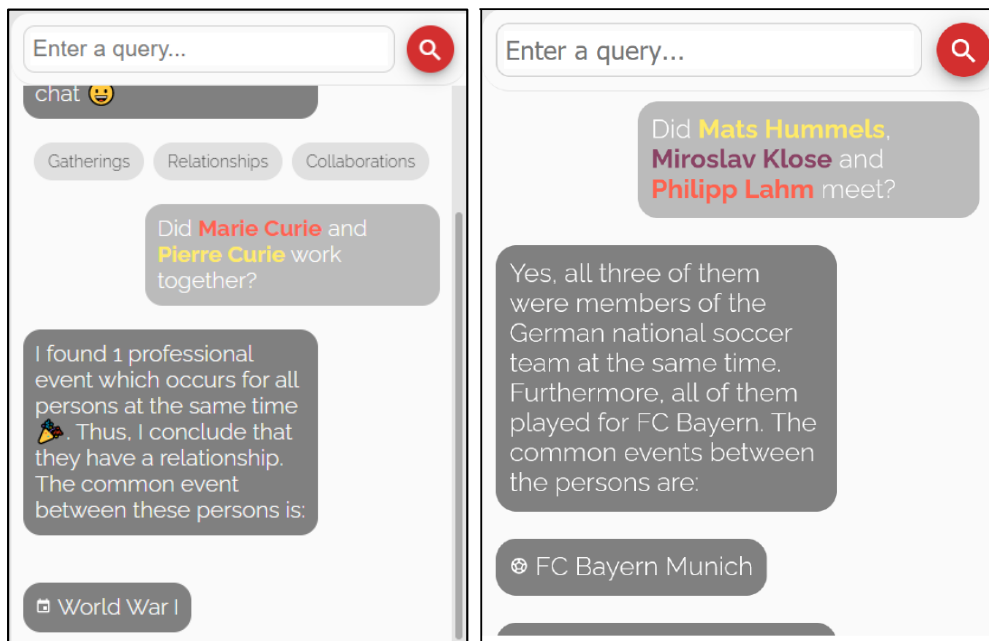 Enter a query...
chat 😀
Gatherings Relationships Collaborations
Did Marie Curie and
Pierre Curie work
together?
I found 1 professional
event which occurs for all
persons at the same time
🎉. Thus, I conclude that
they have a relationship.
The common event
between these persons is:
World War I
Enter a query...
Did Mats Hummels,
Miroslav Klose and
Philipp Lahm meet?
Yes, all three of them
were members of the
German national soccer
team at the same time.
Furthermore, all of them
played for FC Bayern. The
common events between
the persons are:
FC Bayern Munich